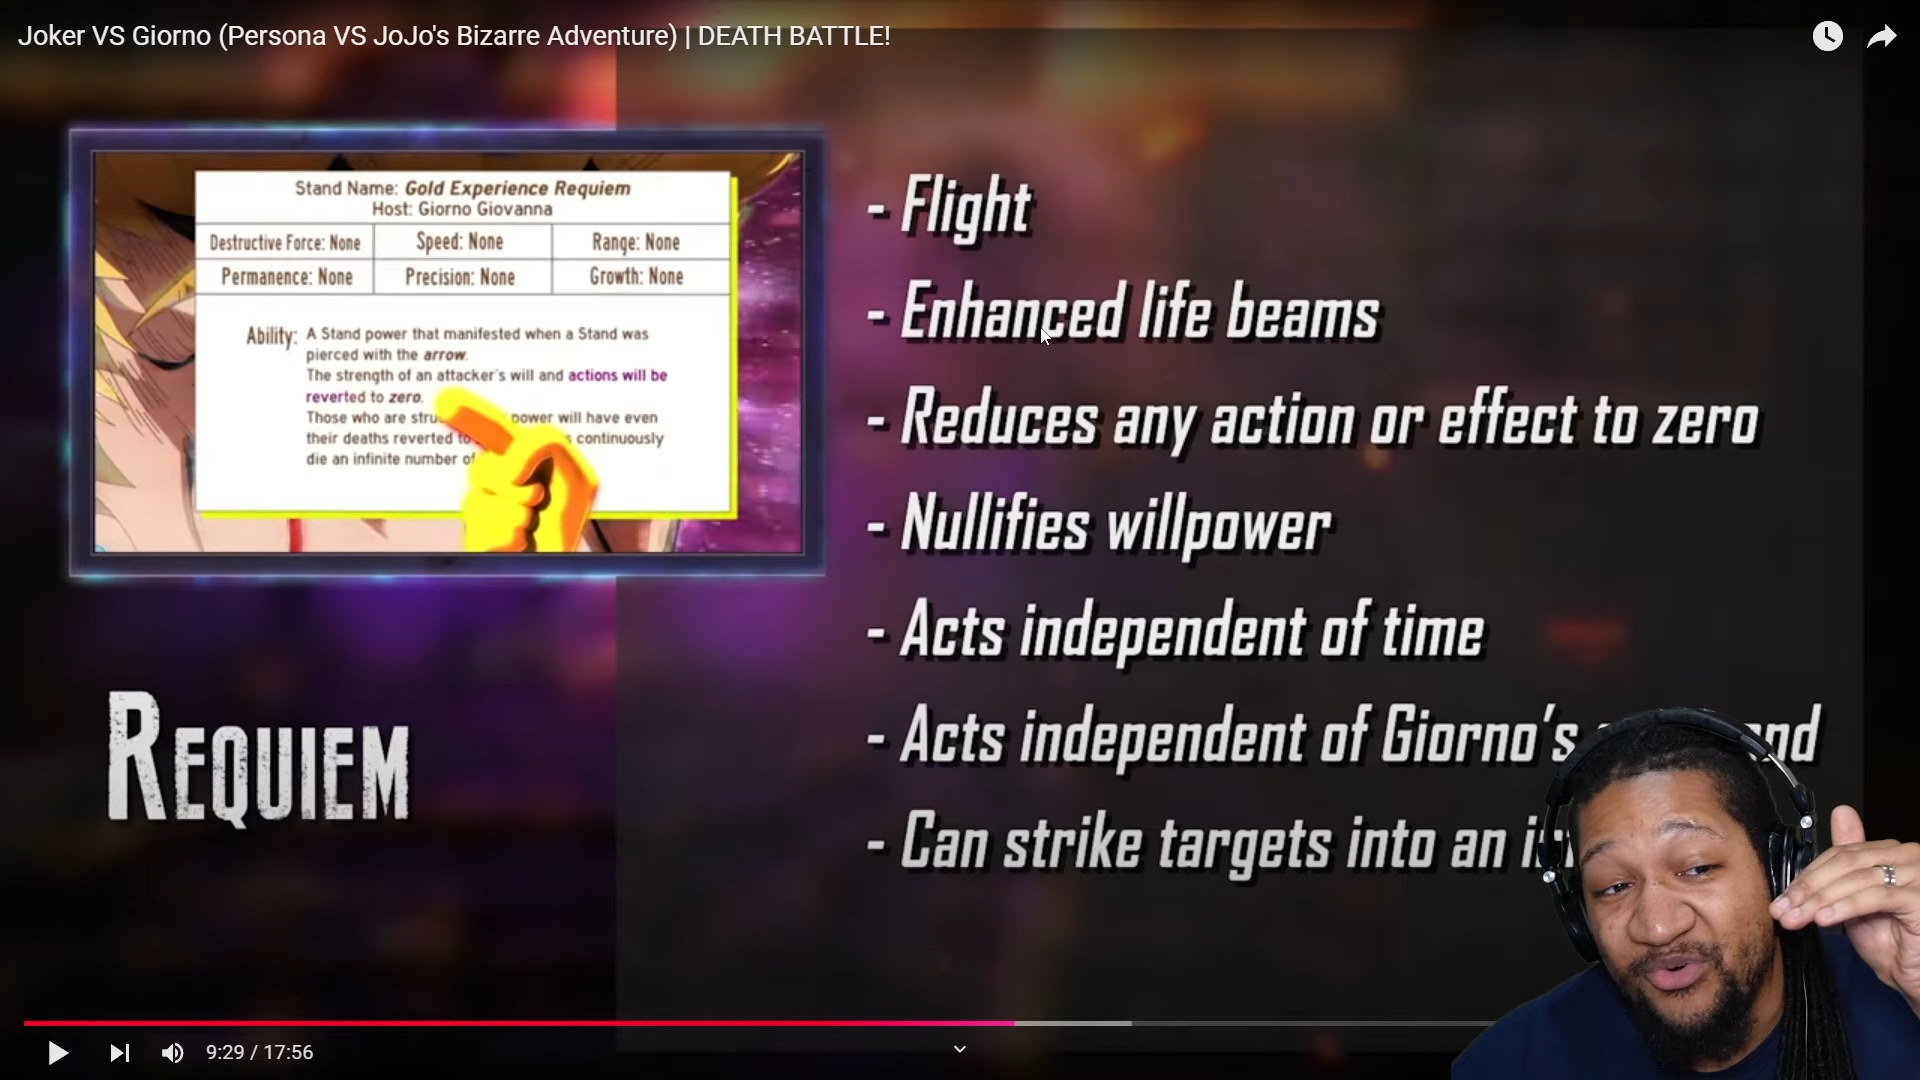 Joker VS Giorno (Persona VS JoJo's Bizarre Adventure) | DEATH BATTLE!
Stand Name: Gold Experience Requiem
Host: Giorno Giovanna
Destructive Force: None Speed: None Range: None
Permanence: None Precision: None Growth: None
Ability: A Stand power that manifested when a Stand was
pierced with the arrow.
The strength of an attacker's will and actions will be
reverted to zero.
Those who are power will have even
their deaths reverted to continuously
die an infinite number of
- Flight
- Enhanced life beams
- Reduces any action or effect to zero
- Nullifies willpower
- Acts independent of time
- Acts independent of Giorno's
- Can strike targets into an
REQUIEM
9:29 / 17:56